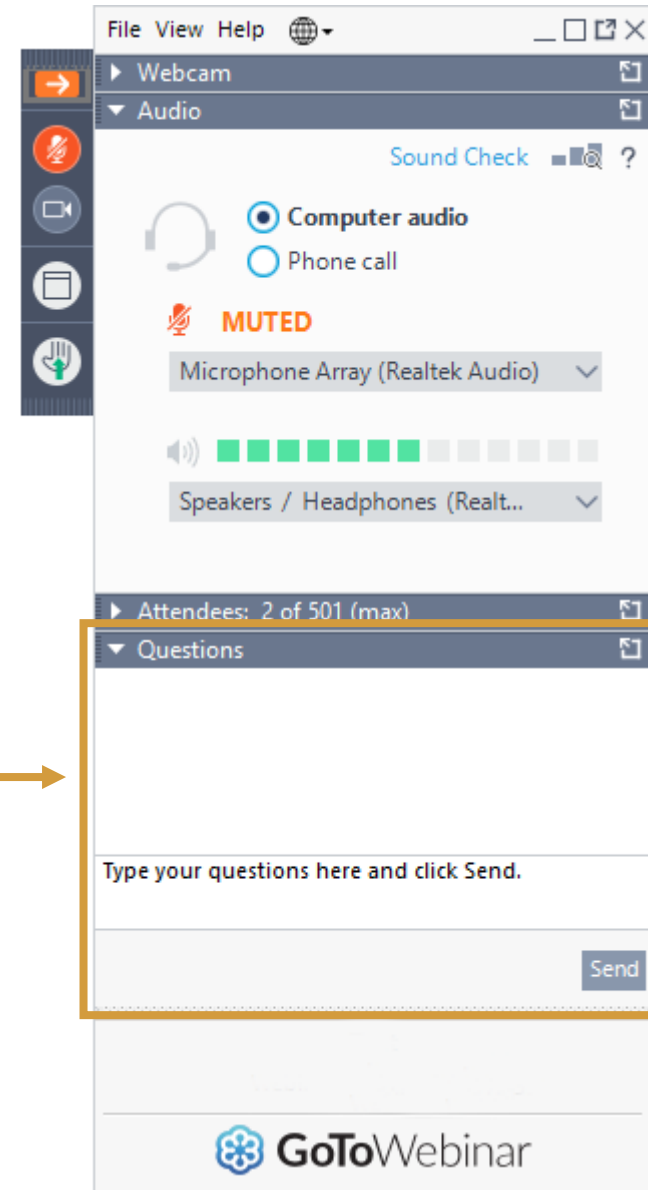 File View Help
Webcam
Audio
Sound Check ?
Computer audio
Phone call
MUTED
Microphone Array (Realtek Audio)
Speakers / Headphones (Realt...
Attendees: 2 of 501 (max)
Questions
Type your questions here and click Send.
Send
GoToWebinar